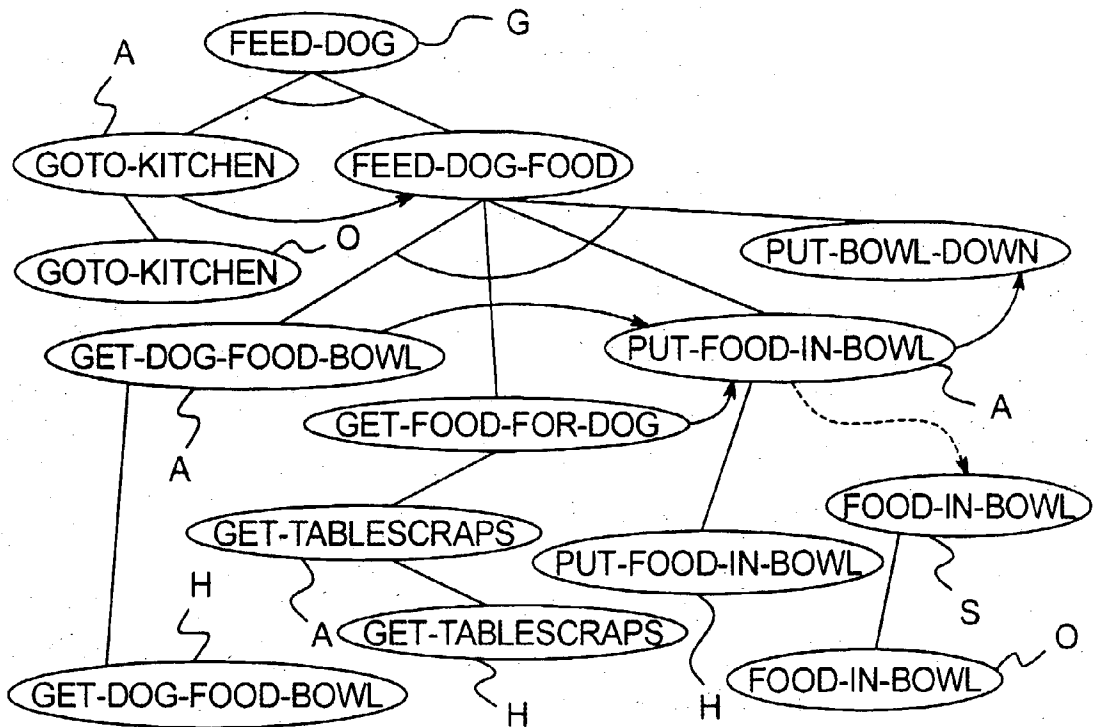 G
FEED-DOG
A
GOTO-KITCHEN
FEED-DOG-FOOD
O
GOTO-KITCHEN
PUT-BOWL-DOWN
GET-DOG-FOOD-BOWL
PUT-FOOD-IN-BOWL
A
GET-FOOD-FOR-DOG
A
FOOD-IN-BOWL
GET-TABLESCRAPS
PUT-FOOD-IN-BOWL
H
S
A
GET-TABLESCRAPS
O
GET-DOG-FOOD-BOWL
FOOD-IN-BOWL
H
H